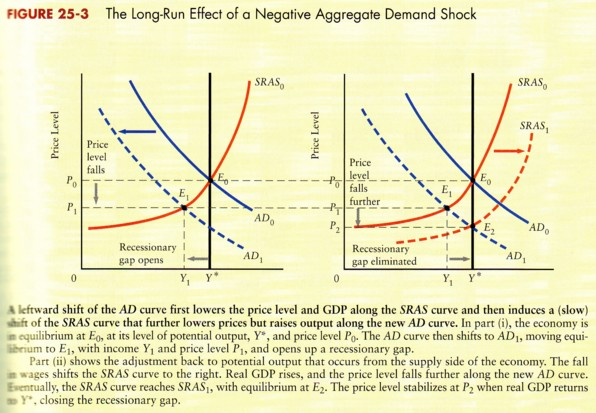 FIGURE 25-3 The Long-Run Effect of a Negative Aggregate Demand Shock
Price Level
SRAS0
Price
level
falls
P0
P1
E0
E1
AD0
AD1
Recessionary
gap opens
0
Y1 Y*
Price Level
SRAS0
SRAS1
Price
level
falls
further
P0
P1
P2
E0
E1
E2
AD0
AD1
Recessionary
gap eliminated
0
Y1 Y*
A leftward shift of the AD curve first lowers the price level and GDP along the SRAS curve and then induces a (slow)
shift of the SRAS curve that further lowers prices but raises output along the new AD curve. In part (i), the economy is
in equilibrium at E0, at its level of potential output, Y*, and price level P0. The AD curve then shifts to AD1, moving equi-
librium to E1, with income Y1 and price level P1, and opens up a recessionary gap.
Part (ii) shows the adjustment back to potential output that occurs from the supply side of the economy. The fall
in wages shifts the SRAS curve to the right. Real GDP rises, and the price level falls further along the new AD curve.
Eventually, the SRAS curve reaches SRAS1, with equilibrium at E2. The price level stabilizes at P2 when real GDP returns
to Y*, closing the recessionary gap.